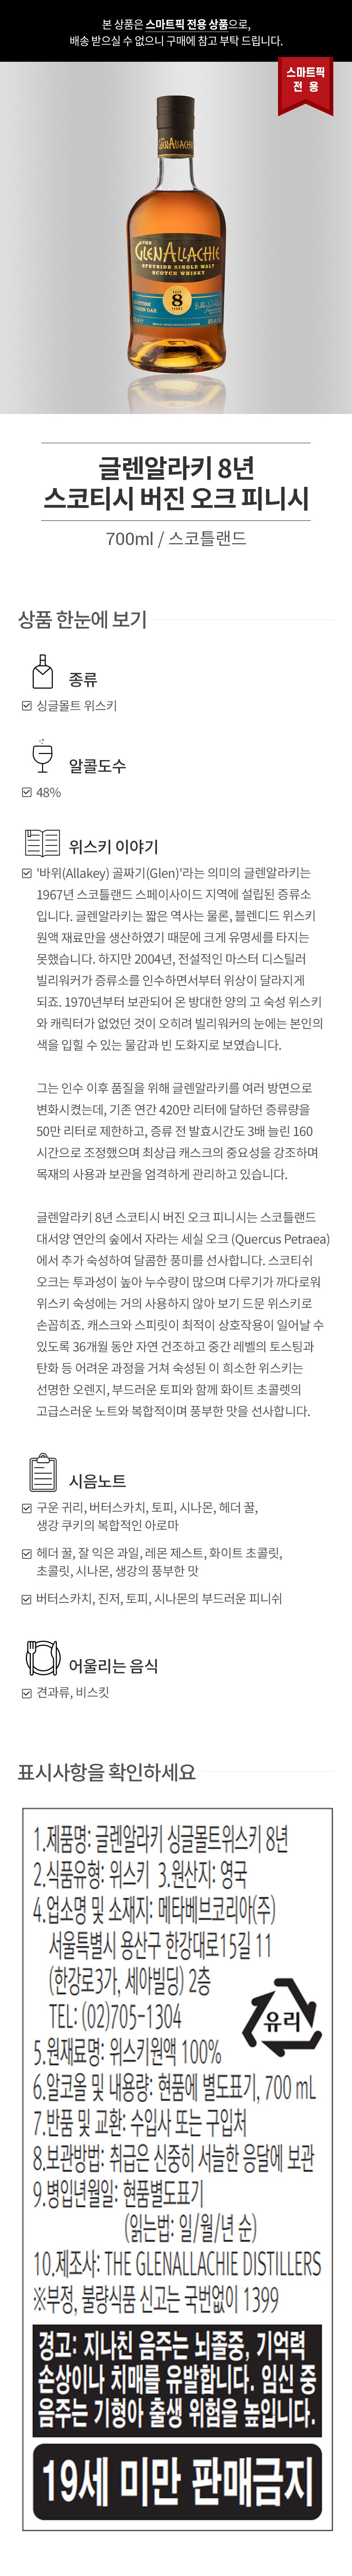 본 상품은 스마트픽 전용 상품으로,
배송 받으실 수 없으니 구매에 참고 부탁 드립니다.
스마트픽
전 용
THE
GLENALLACHIE
THE
GLENALLACHIE
SPEYSIDE SINGLE MALT
SCOTCH WHISKY
AGED
8
YEARS
SCOTTISH
VIRGIN OAK
글렌알라키 8년
스코티시 버진 오크 피니시
700ml / 스코틀랜드
상품 한눈에 보기
종류
싱글몰트 위스키
알콜도수
48%
위스키 이야기
'바위(Allakey) 골짜기(Glen)'라는 의미의 글렌알라키는
1967년 스코틀랜드 스페이사이드 지역에 설립된 증류소
입니다. 글렌알라키는 짧은 역사는 물론, 블렌디드 위스키
원액 재료만을 생산하였기 때문에 크게 유명세를 타지는
못했습니다. 하지만 2004년, 전설적인 마스터 디스틸러
빌리워커가 증류소를 인수하면서부터 위상이 달라지게
되죠. 1970년부터 보관되어 온 방대한 양의 고 숙성 위스키
와 캐릭터가 없었던 것이 오히려 빌리워커의 눈에는 본인의
색을 입힐 수 있는 물감과 빈 도화지로 보였습니다.
그는 인수 이후 품질을 위해 글렌알라키를 여러 방면으로
변화시켰는데, 기존 연간 420만 리터에 달하던 증류량을
50만 리터로 제한하고, 증류 전 발효시간도 3배 늘린 160
시간으로 조정했으며 최상급 캐스크의 중요성을 강조하며
목재의 사용과 보관을 엄격하게 관리하고 있습니다.
글렌알라키 8년 스코티시 버진 오크 피니시는 스코틀랜드
대서양 연안의 숲에서 자라는 세실 오크 (Quercus Petraea)
에서 추가 숙성하여 달콤한 풍미를 선사합니다. 스코티쉬
오크는 투과성이 높아 누수량이 많으며 다루기가 까다로워
위스키 숙성에는 거의 사용하지 않아 보기 드문 위스키로
손꼽히죠. 캐스크와 스피릿이 최적이 상호작용이 일어날 수
있도록 36개월 동안 자연 건조하고 중간 레벨의 토스팅과
탄화 등 어려운 과정을 거쳐 숙성된 이 희소한 위스키는
선명한 오렌지, 부드러운 토피와 함께 화이트 초콜렛의
고급스러운 노트와 복합적이며 풍부한 맛을 선사합니다.
시음노트
구운 귀리, 버터스카치, 토피, 시나몬, 헤더 꿀,
생강 쿠키의 복합적인 아로마
헤더 꿀, 잘 익은 과일, 레몬 제스트, 화이트 초콜릿,
초콜릿, 시나몬, 생강의 풍부한 맛
버터스카치, 진저, 토피, 시나몬의 부드러운 피니쉬
어울리는 음식
견과류, 비스킷
표시사항을 확인하세요
1.제품명: 글렌알라키 싱글몰트위스키 8년
2.식품유형: 위스키 3.원산지: 영국
4.업소명 및 소재지: 메타베브코리아(주)
서울특별시 용산구 한강대로15길 11
(한강로3가, 세아빌딩) 2층
TEL: (02)705-1304
유리
5.원재료명: 위스키원액 100%
6.알코올 및 내용량: 현품에 별도표기, 700 mL
7.반품 및 교환: 수입사 또는 구입처
8.보관방법: 취급은 신중히 서늘한 응달에 보관
9.병입년월일: 현품별도표기
(읽는법: 일/월/년 순)
10.제조사: THE GLENALLACHIE DISTILLERS
※부정, 불량식품 신고는 국번없이 1399
경고: 지나친 음주는 뇌졸중, 기억력
손상이나 치매를 유발합니다. 임신 중
음주는 기형아 출생 위험을 높입니다.
19세 미만 판매금지